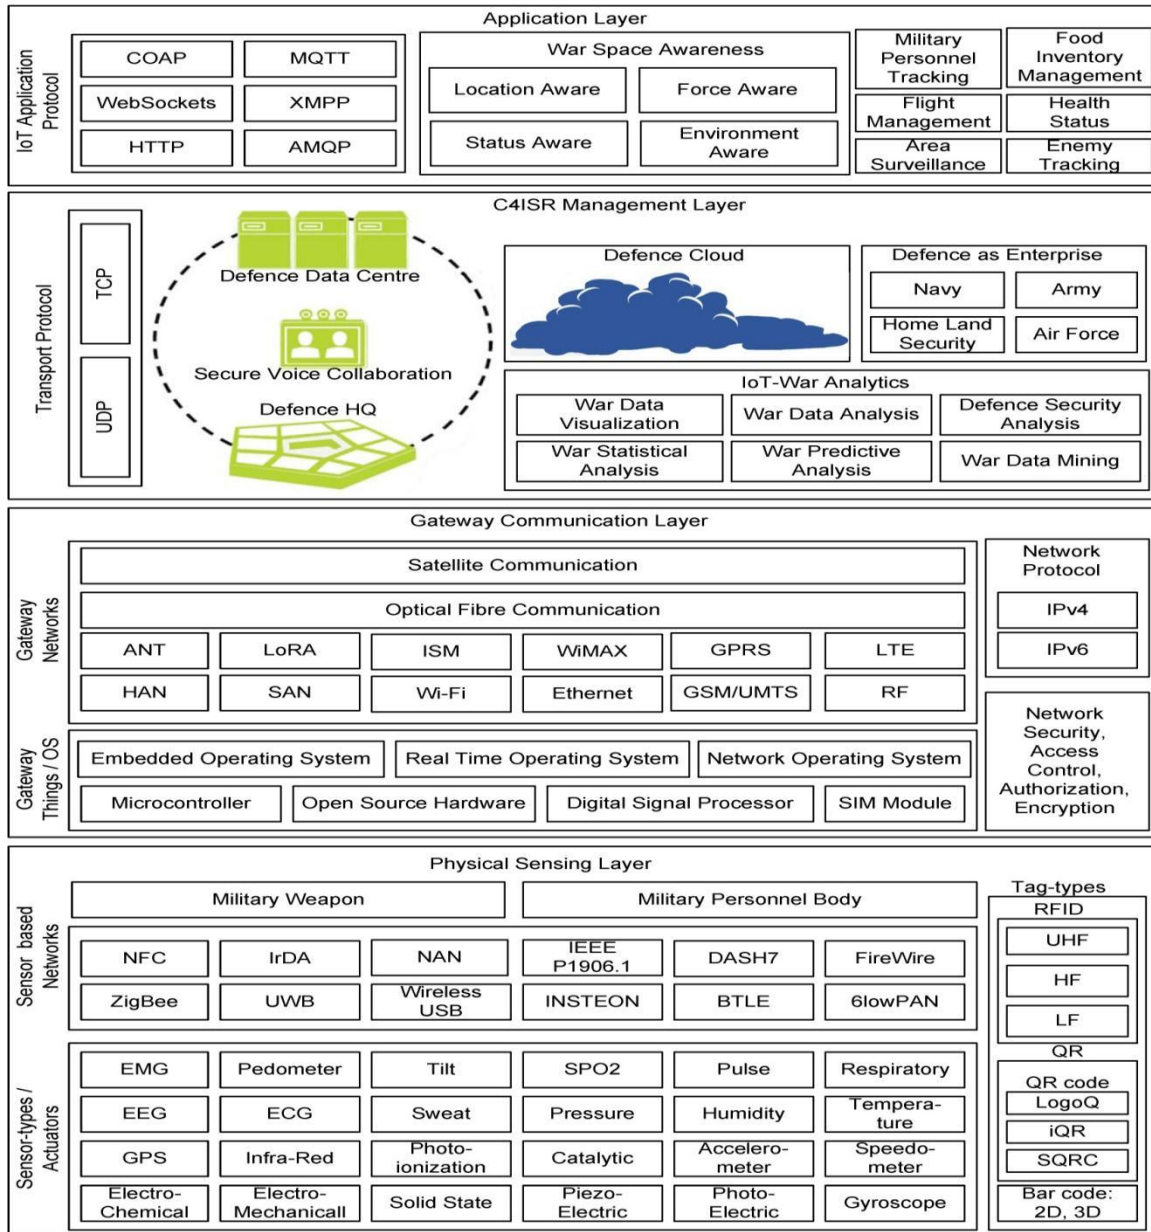 Application Layer
IoT Application
Protocol
COAP
MQTT
WebSockets
XMPP
HTTP
AMQP
War Space Awareness
Location Aware
Force Aware
Status Aware
Environment
Aware
Military
Personnel
Tracking
Food
Inventory
Management
Flight
Management
Health
Status
Area
Surveillance
Enemy
Tracking
C4ISR Management Layer
Transport Protocol
TCP
UDP
Defence Data Centre
Secure Voice Collaboration
Defence HQ
Defence Cloud
Defence as Enterprise
Navy
Army
Home Land
Security
Air Force
IoT-War Analytics
War Data
Visualization
War Data Analysis
Defence Security
Analysis
War Statistical
Analysis
War Predictive
Analysis
War Data Mining
Gateway Communication Layer
Gateway
Networks
Satellite Communication
Optical Fibre Communication
ANT
LoRA
ISM
WiMAX
GPRS
LTE
HAN
SAN
Wi-Fi
Ethernet
GSM/UMTS
RF
Network
Protocol
IPv4
IPv6
Gateway
Things / OS
Embedded Operating System
Real Time Operating System
Network Operating System
Microcontroller
Open Source Hardware
Digital Signal Processor
SIM Module
Network
Security,
Access
Control,
Authorization,
Encryption
Physical Sensing Layer
Military Weapon
Military Personnel Body
Sensor based
Networks
NFC
IrDA
NAN
IEEE
P1906.1
DASH7
FireWire
ZigBee
UWB
Wireless
USB
INSTEON
BTLE
6lowPAN
Sensor-types /
Actuators
EMG
Pedometer
Tilt
SPO2
Pulse
Respiratory
EEG
ECG
Sweat
Pressure
Humidity
Tempera-
ture
GPS
Infra-Red
Photo-
ionization
Catalytic
Accelero-
meter
Speedo-
meter
Electro-
Chemical
Electro-
Mechanicall
Solid State
Piezo-
Electric
Photo-
Electric
Gyroscope
Tag-types
RFID
UHF
HF
LF
QR
QR code
LogoQ
iQR
SQRC
Bar code:
2D, 3D